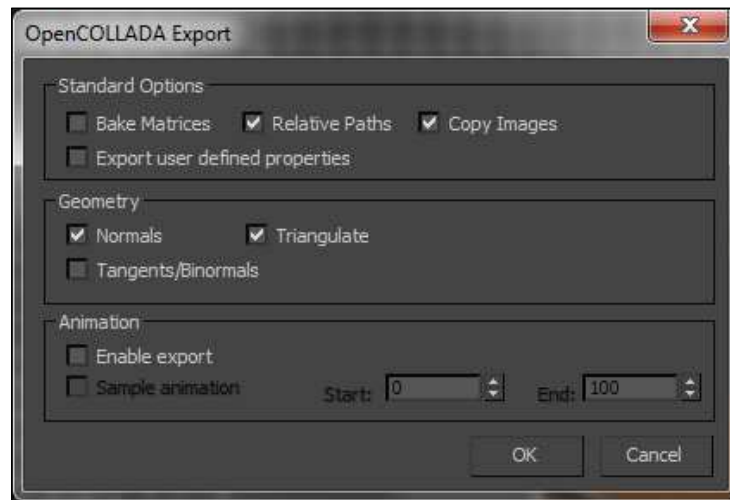 OpenCOLLADA Export
Standard Options
Bake Matrices Relative Paths Copy Images
Export user defined properties
Geometry
Normals Triangulate
Tangents/Binormals
Animation
Enable export
Sample animation Start: 0 End: 100
OK Cancel